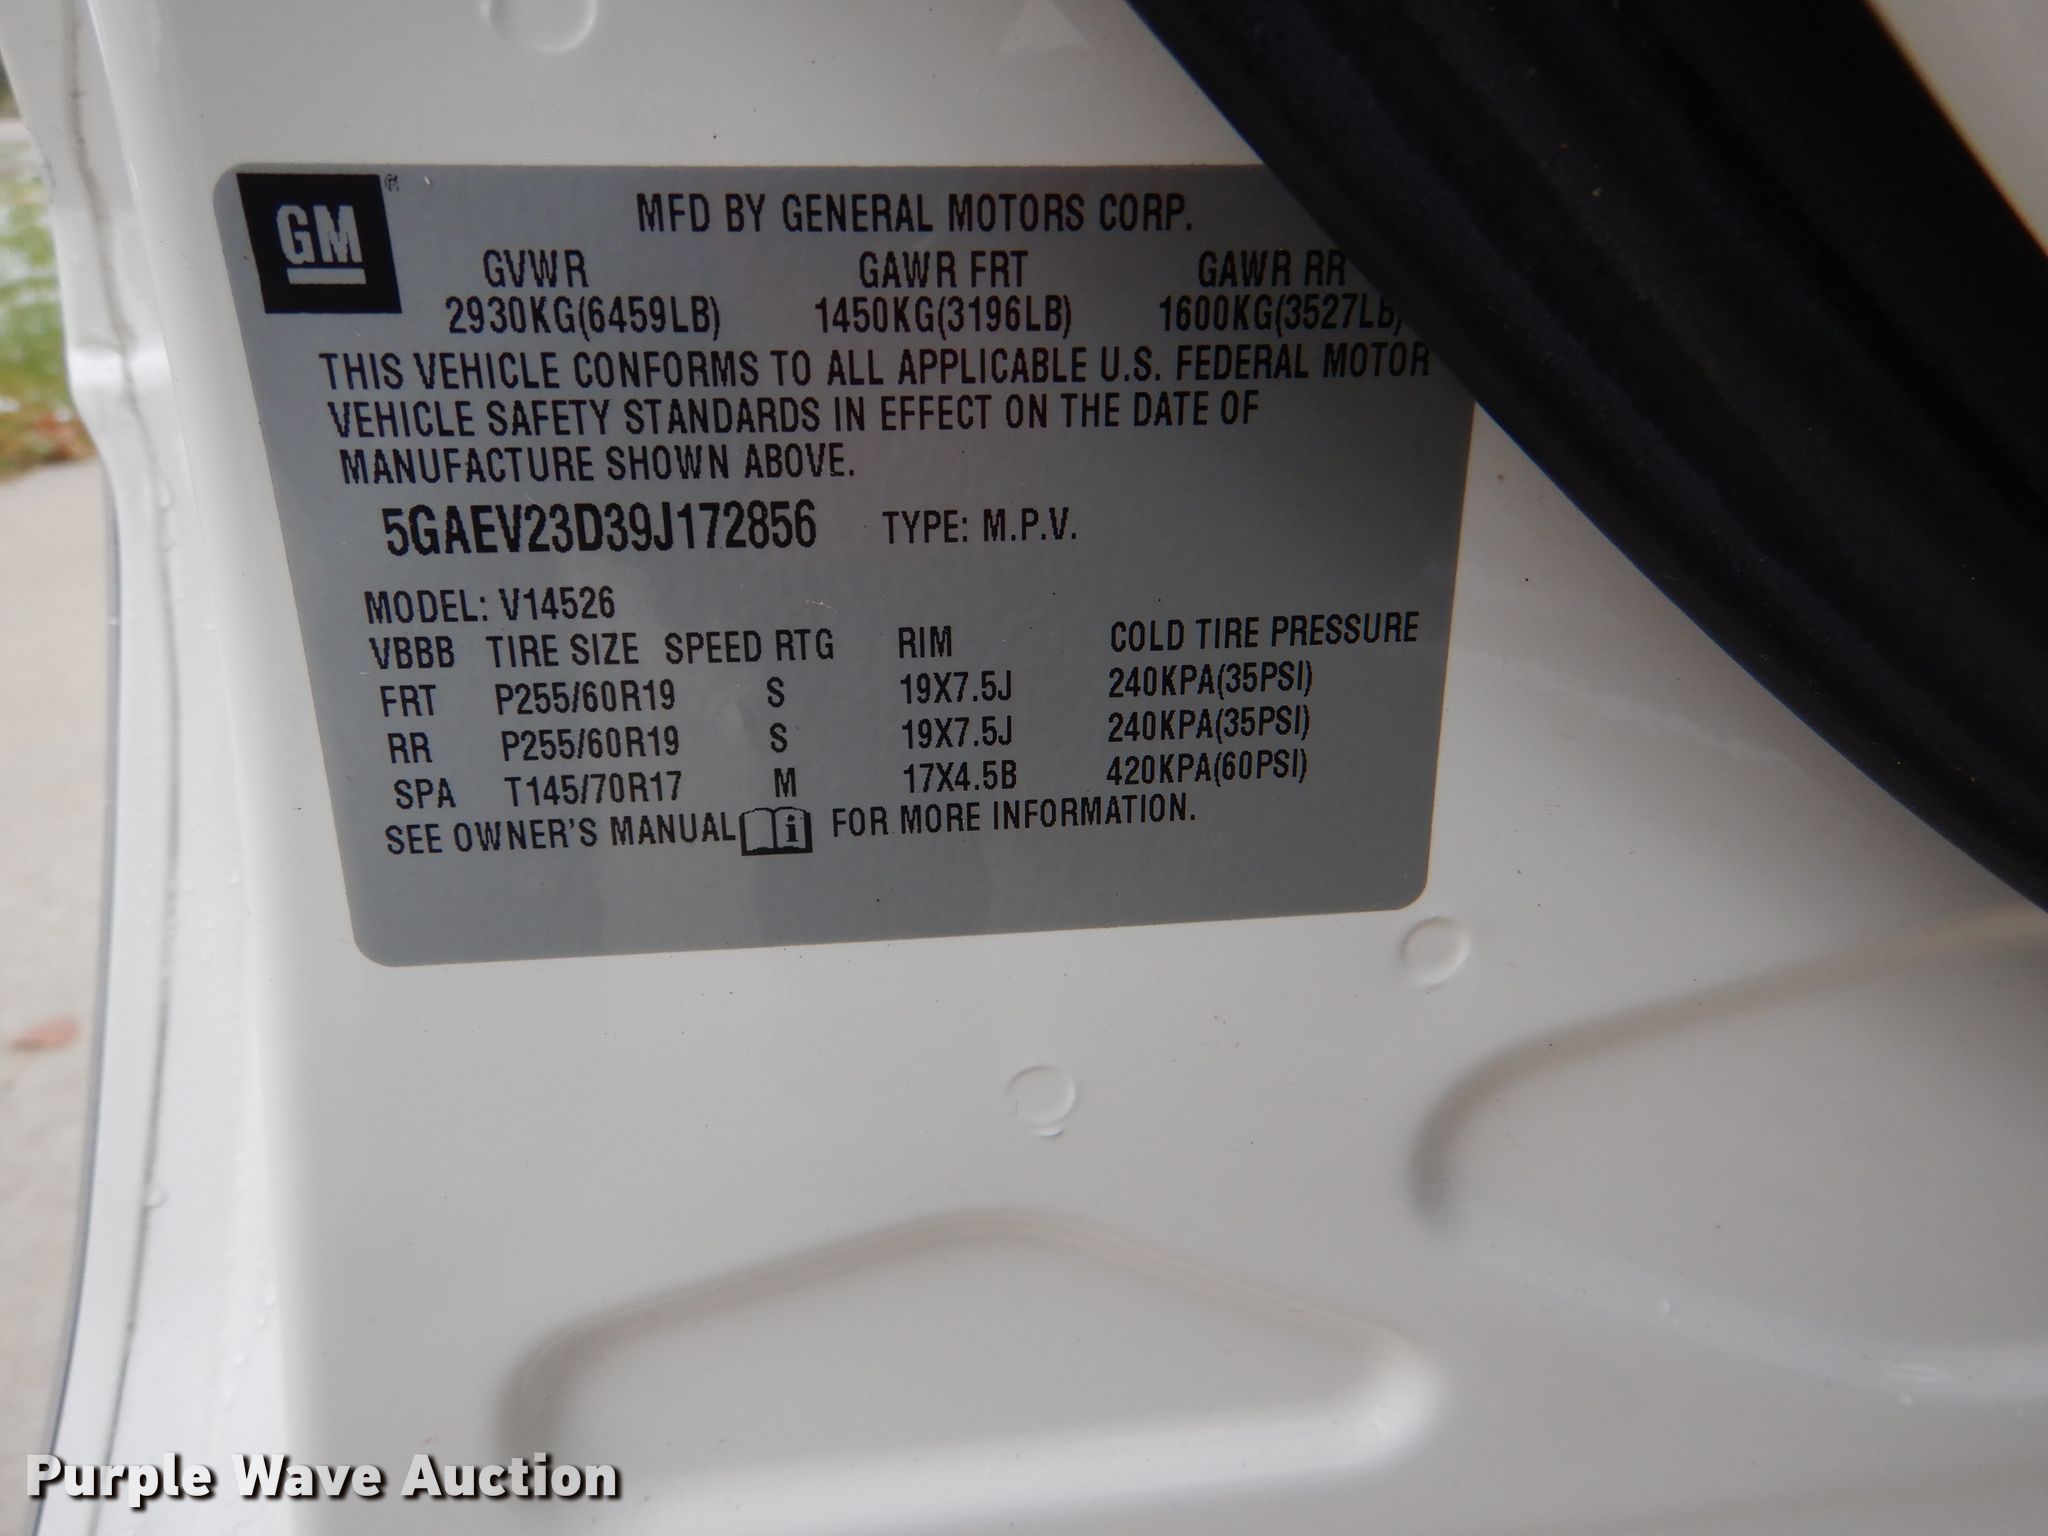 GM ®
MFD BY GENERAL MOTORS CORP.
GVWR GAWR FRT GAWR RR
2930KG(6459LB) 1450KG(3196LB) 1600KG(3527LB)
THIS VEHICLE CONFORMS TO ALL APPLICABLE U.S. FEDERAL MOTOR
VEHICLE SAFETY STANDARDS IN EFFECT ON THE DATE OF
MANUFACTURE SHOWN ABOVE.
5GAEV23D39J172856 TYPE: M.P.V.
MODEL: V14526
VBBB TIRE SIZE SPEED RTG RIM COLD TIRE PRESSURE
FRT P255/60R19 S 19X7.5J 240KPA(35PSI)
RR P255/60R19 S 19X7.5J 240KPA(35PSI)
SPA T145/70R17 M 17X4.5B 420KPA(60PSI)
SEE OWNER'S MANUAL i FOR MORE INFORMATION.
Purple Wave Auction